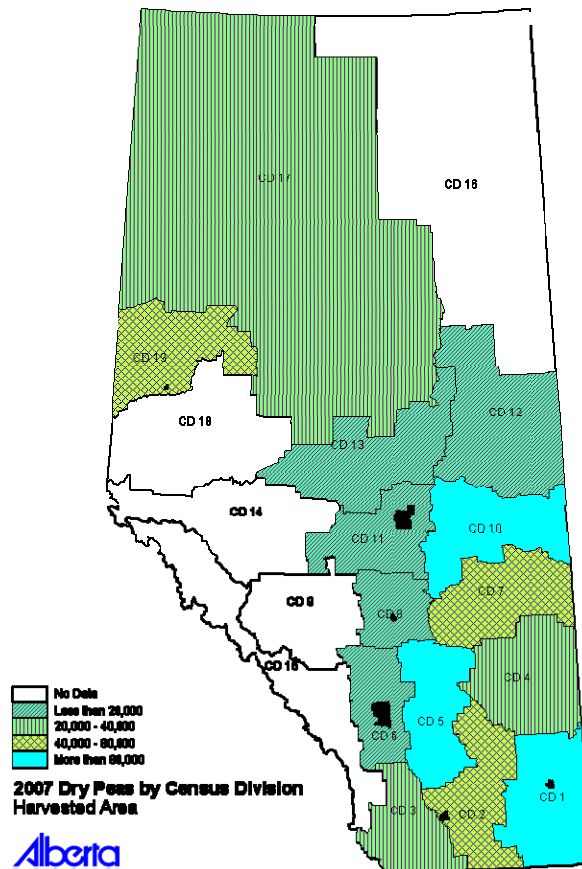 CD 17
CD 16
CD 19
CD 18
CD 12
CD 13
CD 14
CD 11
CD 10
CD 9
CD 8
CD 7
CD 15
CD 4
CD 6
CD 5
CD 3
CD 2
CD 1
No Data
Less than 20,000
20,000 - 40,000
40,000 - 60,000
More than 60,000
2007 Dry Peas by Census Division
Harvested Area
Alberta